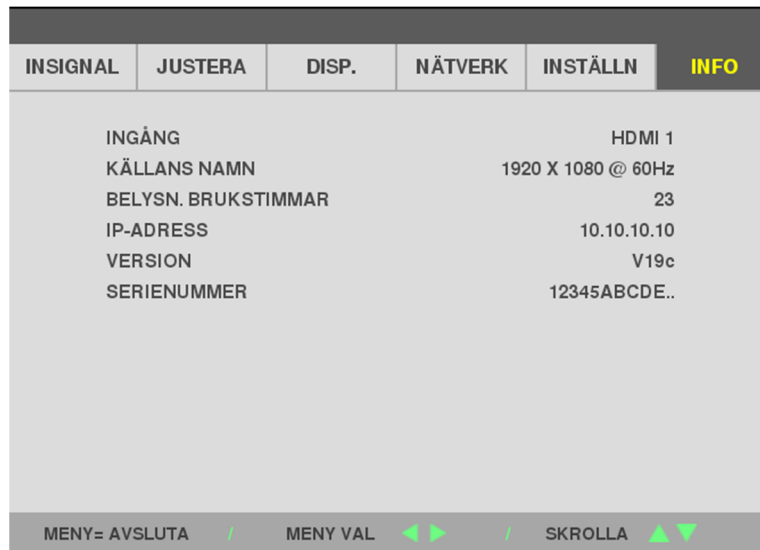 INSIGNAL JUSTERA DISP. NÄTVERK INSTÄLLN INFO
INGÅNG HDMI 1
KÄLLANS NAMN 1920 X 1080 @ 60Hz
BELYSN. BRUKSTIMMAR 23
IP-ADRESS 10.10.10.10
VERSION V19c
SERIENUMMER 12345ABCDE..
MENY= AVSLUTA / MENY VAL ◀ ▶ / SKROLLA ▲ ▼